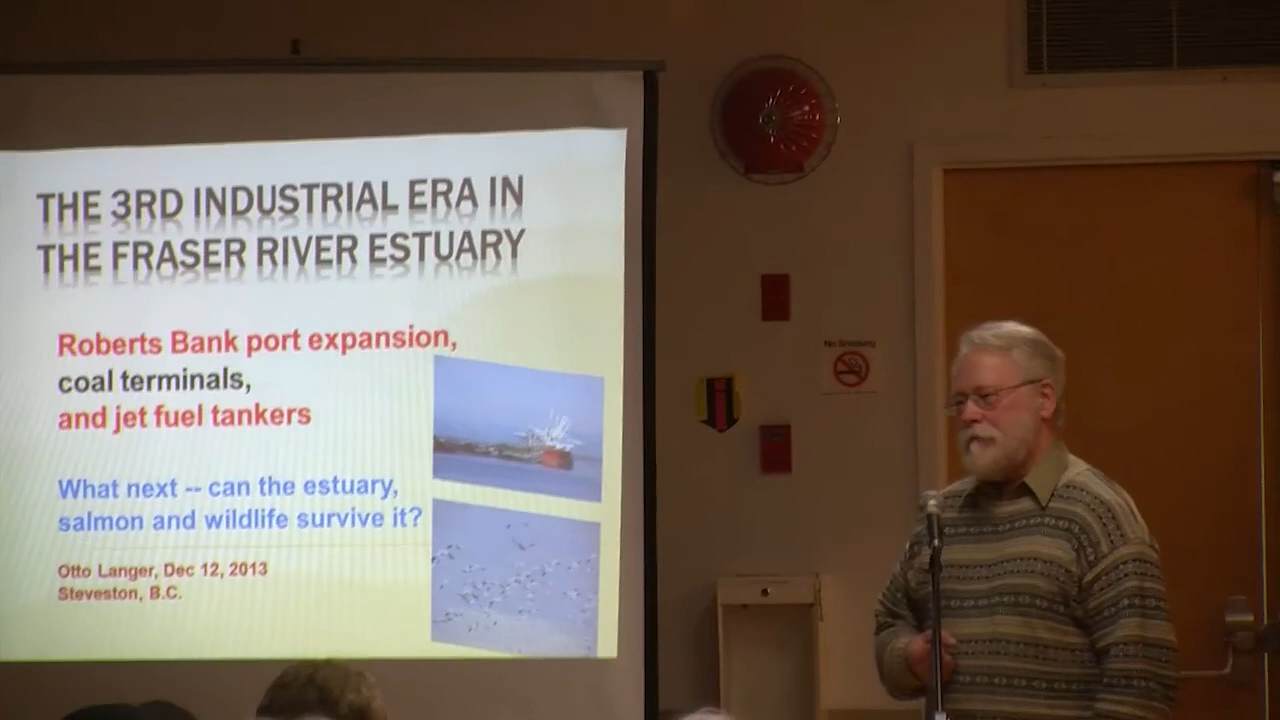 THE 3RD INDUSTRIAL ERA IN
THE FRASER RIVER ESTUARY
Roberts Bank port expansion,
coal terminals,
and jet fuel tankers
What next -- can the estuary,
salmon and wildlife survive it?
Otto Langer, Dec 12, 2013
Steveston, B.C.
No Smoking